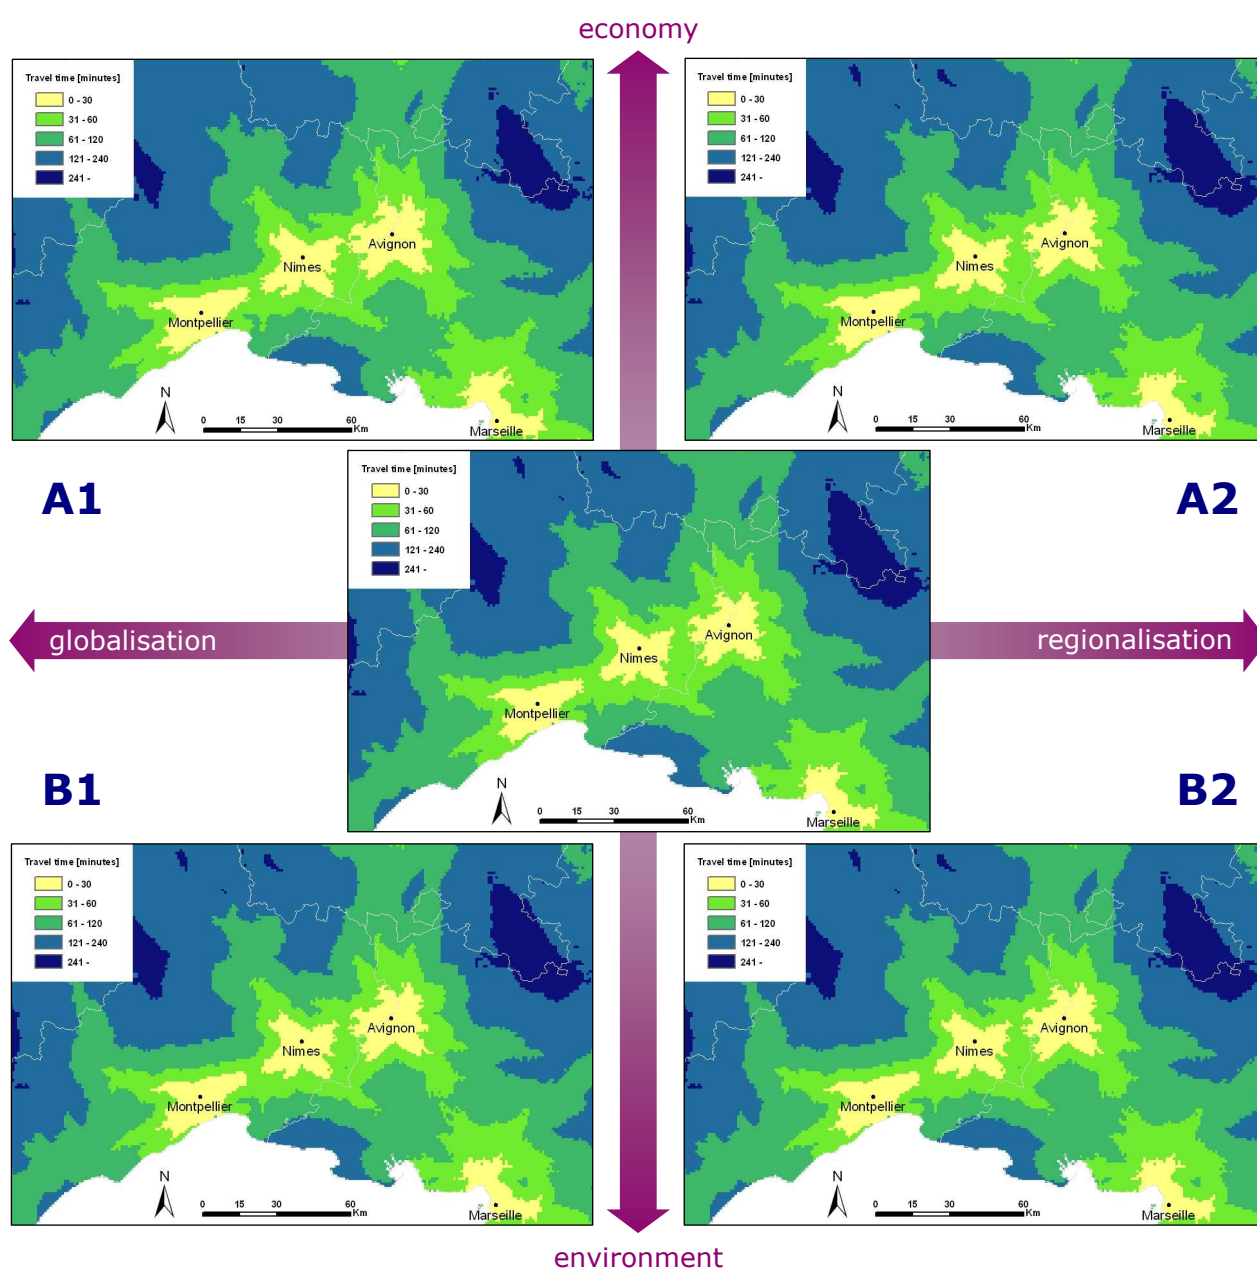 economy
Travel time [minutes]
0 - 30
31 - 60
61 - 120
121 - 240
241 -
Avignon
Nimes
Montpellier
Marseille
N
0 15 30 60
Km
Travel time [minutes]
0 - 30
31 - 60
61 - 120
121 - 240
241 -
Avignon
Nimes
Montpellier
Marseille
N
0 15 30 60
Km
A1
A2
Travel time [minutes]
0 - 30
31 - 60
61 - 120
121 - 240
241 -
Avignon
Nimes
Montpellier
Marseille
N
0 15 30 60
Km
globalisation
regionalisation
B1
B2
Travel time [minutes]
0 - 30
31 - 60
61 - 120
121 - 240
241 -
Avignon
Nimes
Montpellier
Marseille
N
0 15 30 60
Km
Travel time [minutes]
0 - 30
31 - 60
61 - 120
121 - 240
241 -
Avignon
Nimes
Montpellier
Marseille
N
0 15 30 60
Km
environment